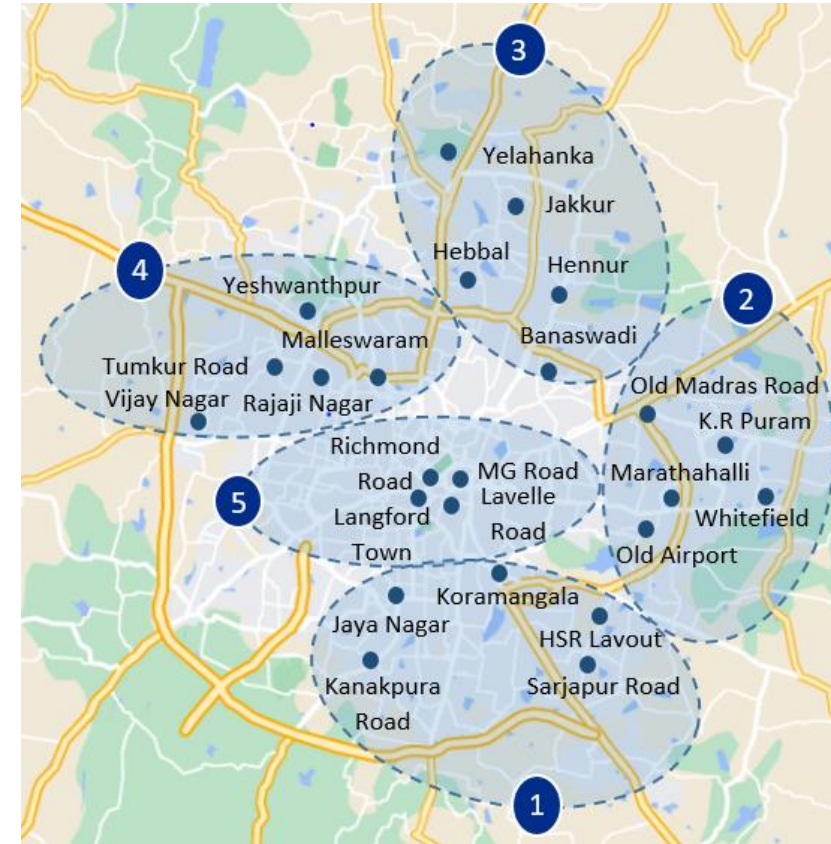 3
Yelahanka
Jakkur
Hebbal
Hennur
Banaswadi
4
Yeshwanthpur
Malleswaram
Tumkur Road
Vijay Nagar
Rajaji Nagar
2
Old Madras Road
K.R Puram
Marathahalli
Whitefield
Old Airport
5
Richmond
Road
MG Road
Langford
Town
Lavelle
Road
Koramangala
Jaya Nagar
HSR Lavout
Kanakpura
Road
Sarjapur Road
1